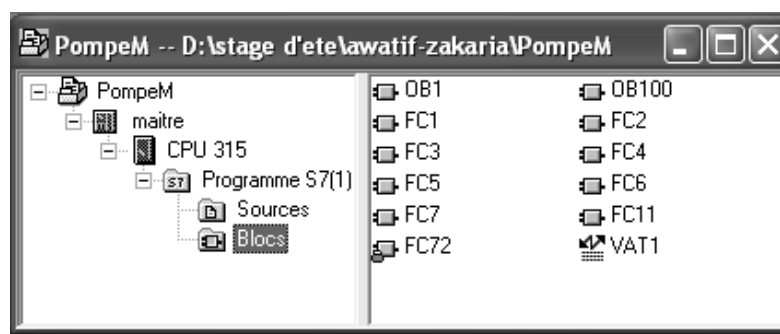 PompeM -- D:\stage d'ete\awatif-zakaria\PompeM
PompeM
maitre
CPU 315
S7 Programme S7(1)
Sources
Blocs
OB1 OB100
FC1 FC2
FC3 FC4
FC5 FC6
FC7 FC11
FC72 VAT1